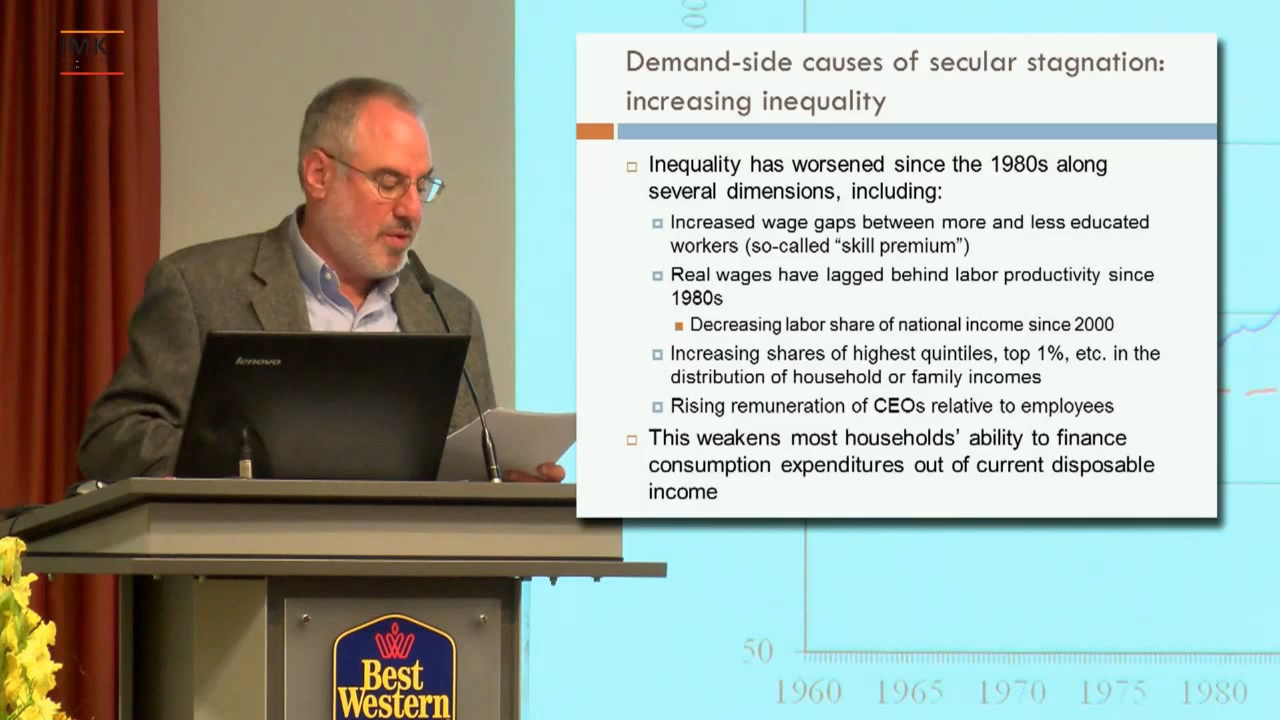 IMK
Demand-side causes of secular stagnation:
increasing inequality
Inequality has worsened since the 1980s along
several dimensions, including:
Increased wage gaps between more and less educated
workers (so-called “skill premium”)
Real wages have lagged behind labor productivity since
1980s
Decreasing labor share of national income since 2000
Increasing shares of highest quintiles, top 1%, etc. in the
distribution of household or family incomes
Rising remuneration of CEOs relative to employees
This weakens most households’ ability to finance
consumption expenditures out of current disposable
income
lenovo
Best
Western
50
1960 1965 1970 1975 1980